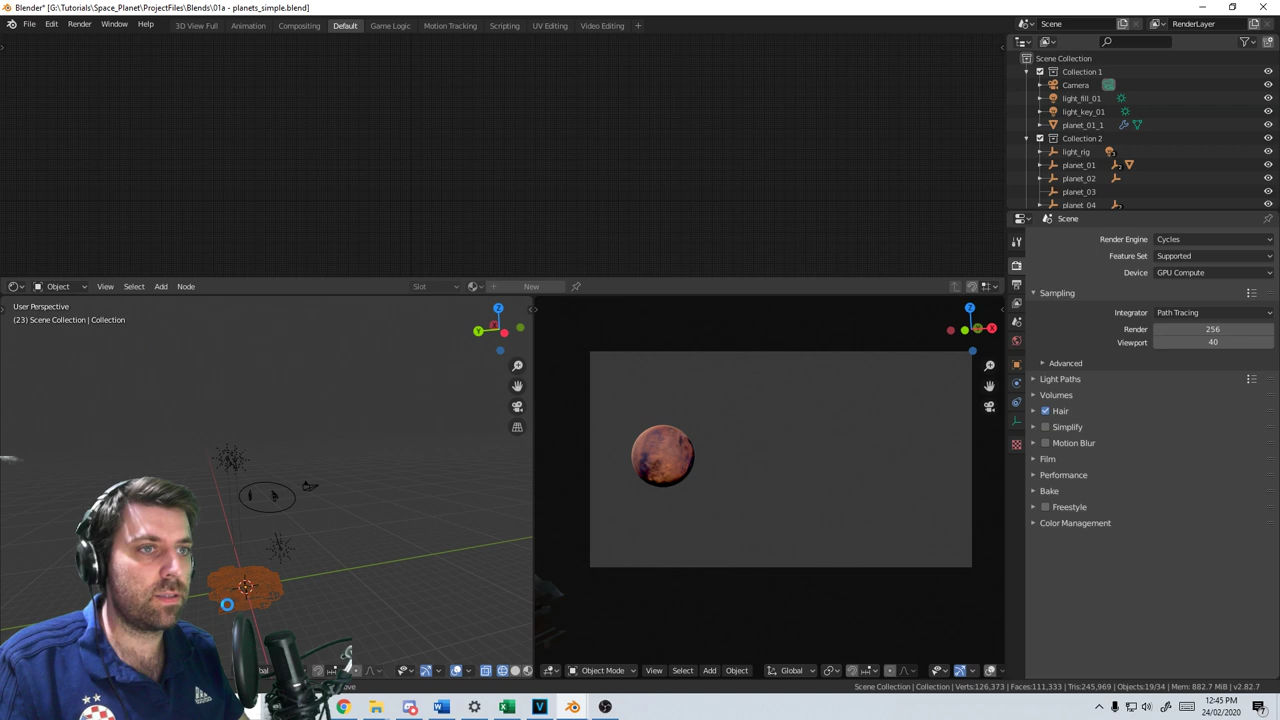 Blender* [G:\Tutorials\Space_Planet\ProjectFiles\Blends\01a - planets_simple.blend]
File Edit Render Window Help
3D View Full Animation Compositing Default Game Logic Motion Tracking Scripting UV Editing Video Editing +
Scene
RenderLayer
Scene Collection
Collection 1
Camera
light_fill_01
light_key_01
planet_01_1
Collection 2
light_rig
planet_01
planet_02
planet_03
planet_04
Scene
Render Engine Cycles
Feature Set Supported
Device GPU Compute
Sampling
Integrator Path Tracing
Render 256
Viewport 40
Advanced
Light Paths
Volumes
Hair
Simplify
Motion Blur
Film
Performance
Bake
Freestyle
Color Management
Object View Select Add Node Slot New
User Perspective
(23) Scene Collection | Collection
Z
Y
Z
X
Object Mode View Select Add Object Global
Scene Collection | Collection | Verts:126,373 | Faces:111,333 | Tris:245,969 | Objects:19/34 | Mem: 882.7 MiB | v2.82.7
12:45 PM
24/02/2020